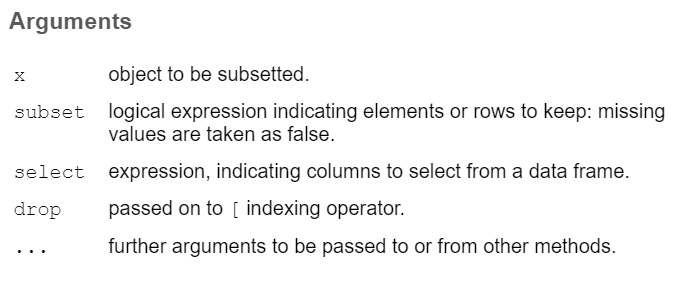 Arguments
x object to be subsetted.
subset logical expression indicating elements or rows to keep: missing
values are taken as false.
select expression, indicating columns to select from a data frame.
drop passed on to [ indexing operator.
... further arguments to be passed to or from other methods.